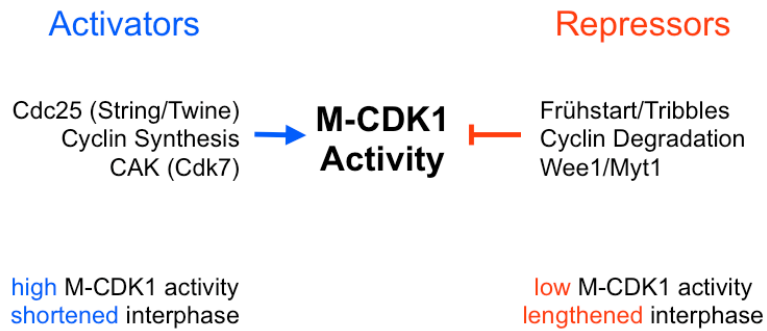 Activators
Repressors
Cdc25 (String/Twine)
Cyclin Synthesis
CAK (Cdk7)
M-CDK1
Activity
Frühstart/Tribbles
Cyclin Degradation
Wee1/Myt1
high M-CDK1 activity
shortened interphase
low M-CDK1 activity
lengthened interphase